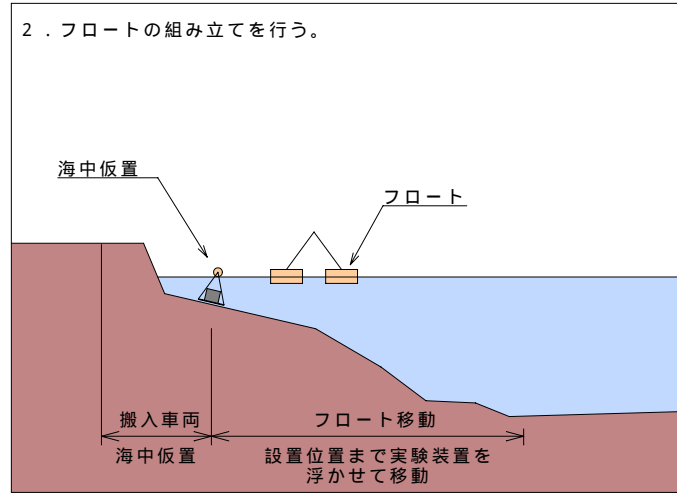 2．フロートの組み立てを行う。
海中仮置
フロート
搬入車両
フロート移動
海中仮置
設置位置まで実験装置を
浮かせて移動